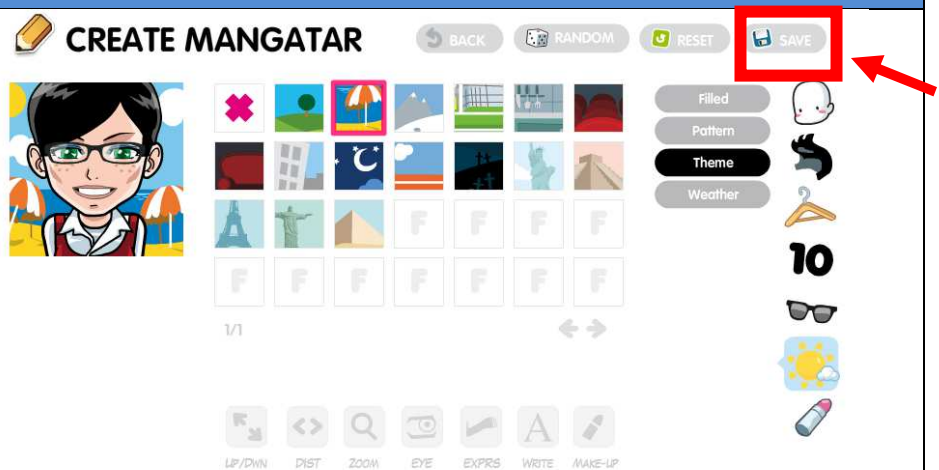 CREATE MANGATAR
BACK
RANDOM
RESET
SAVE
Filled
Pattern
Theme
Weather
F F F F
F F F F F F F
10
1/1
UP/DWN DIST ZOOM EYE EXPRS WRITE MAKE-UP
A